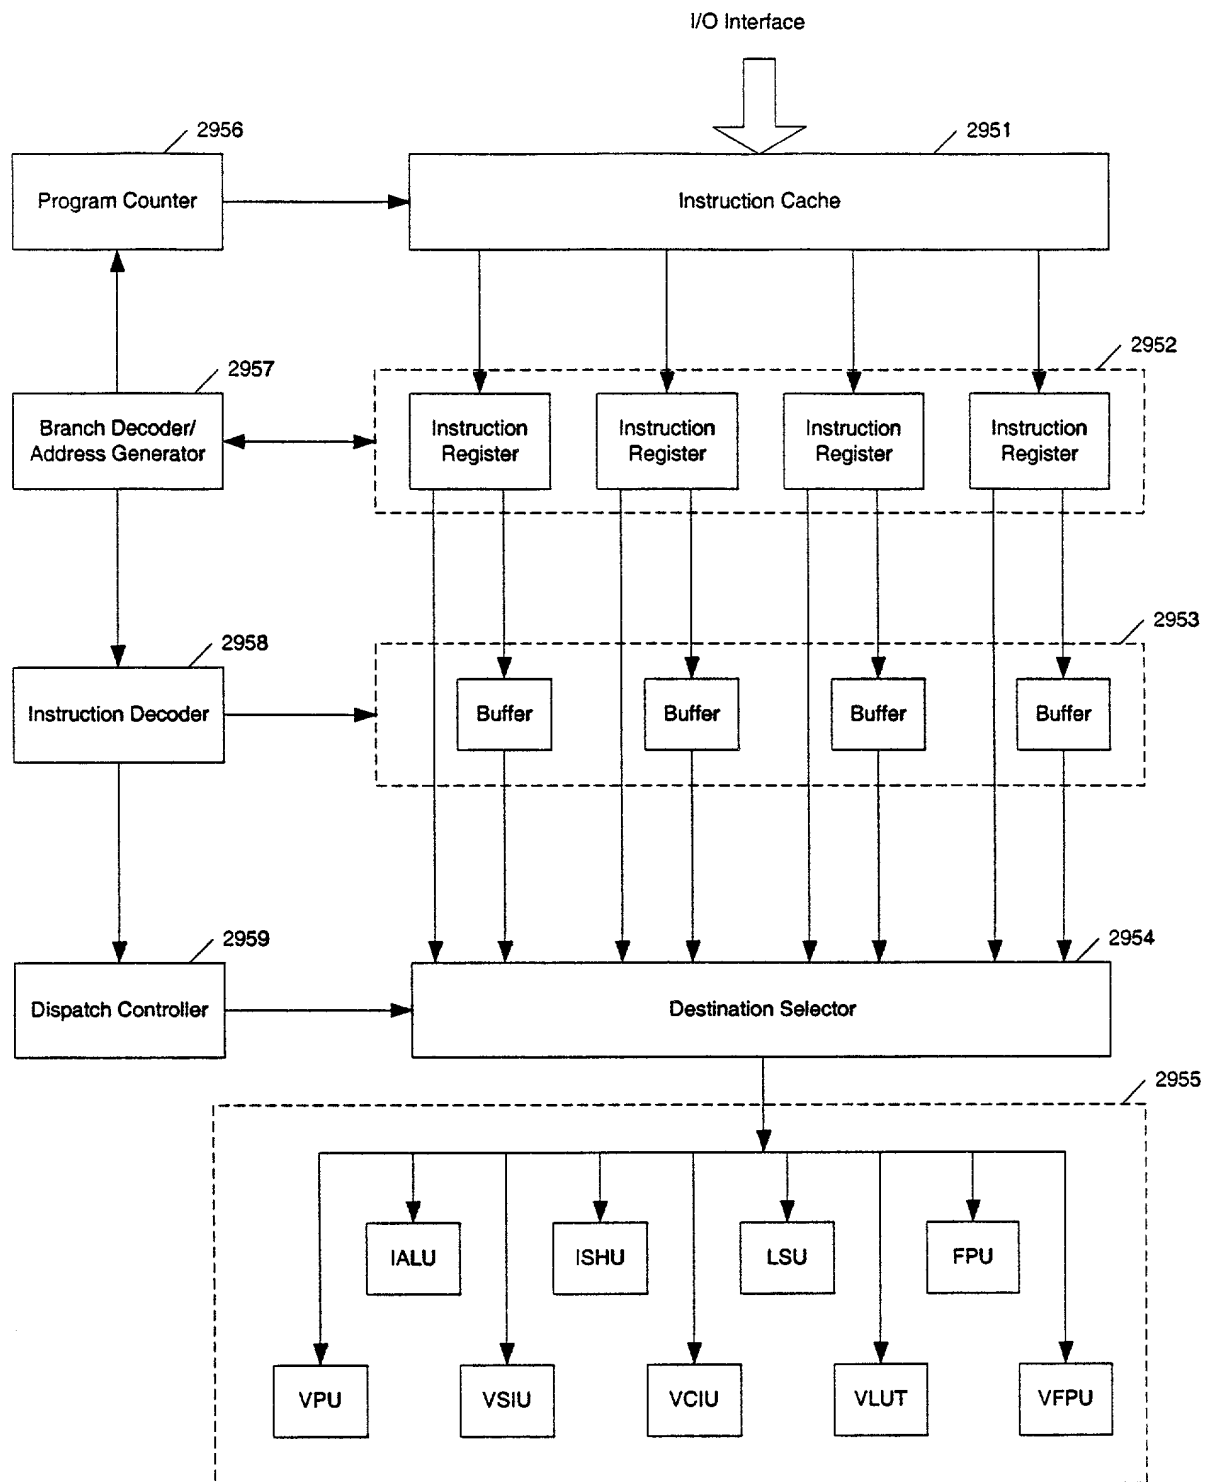 I/O Interface
2956
2951
Program Counter
Instruction Cache
2957
2952
Branch Decoder/
Address Generator
Instruction
Register
Instruction
Register
Instruction
Register
Instruction
Register
2958
2953
Instruction Decoder
Buffer
Buffer
Buffer
Buffer
2959
2954
Dispatch Controller
Destination Selector
2955
IALU
ISHU
LSU
FPU
VPU
VSIU
VCIU
VLUT
VFPU